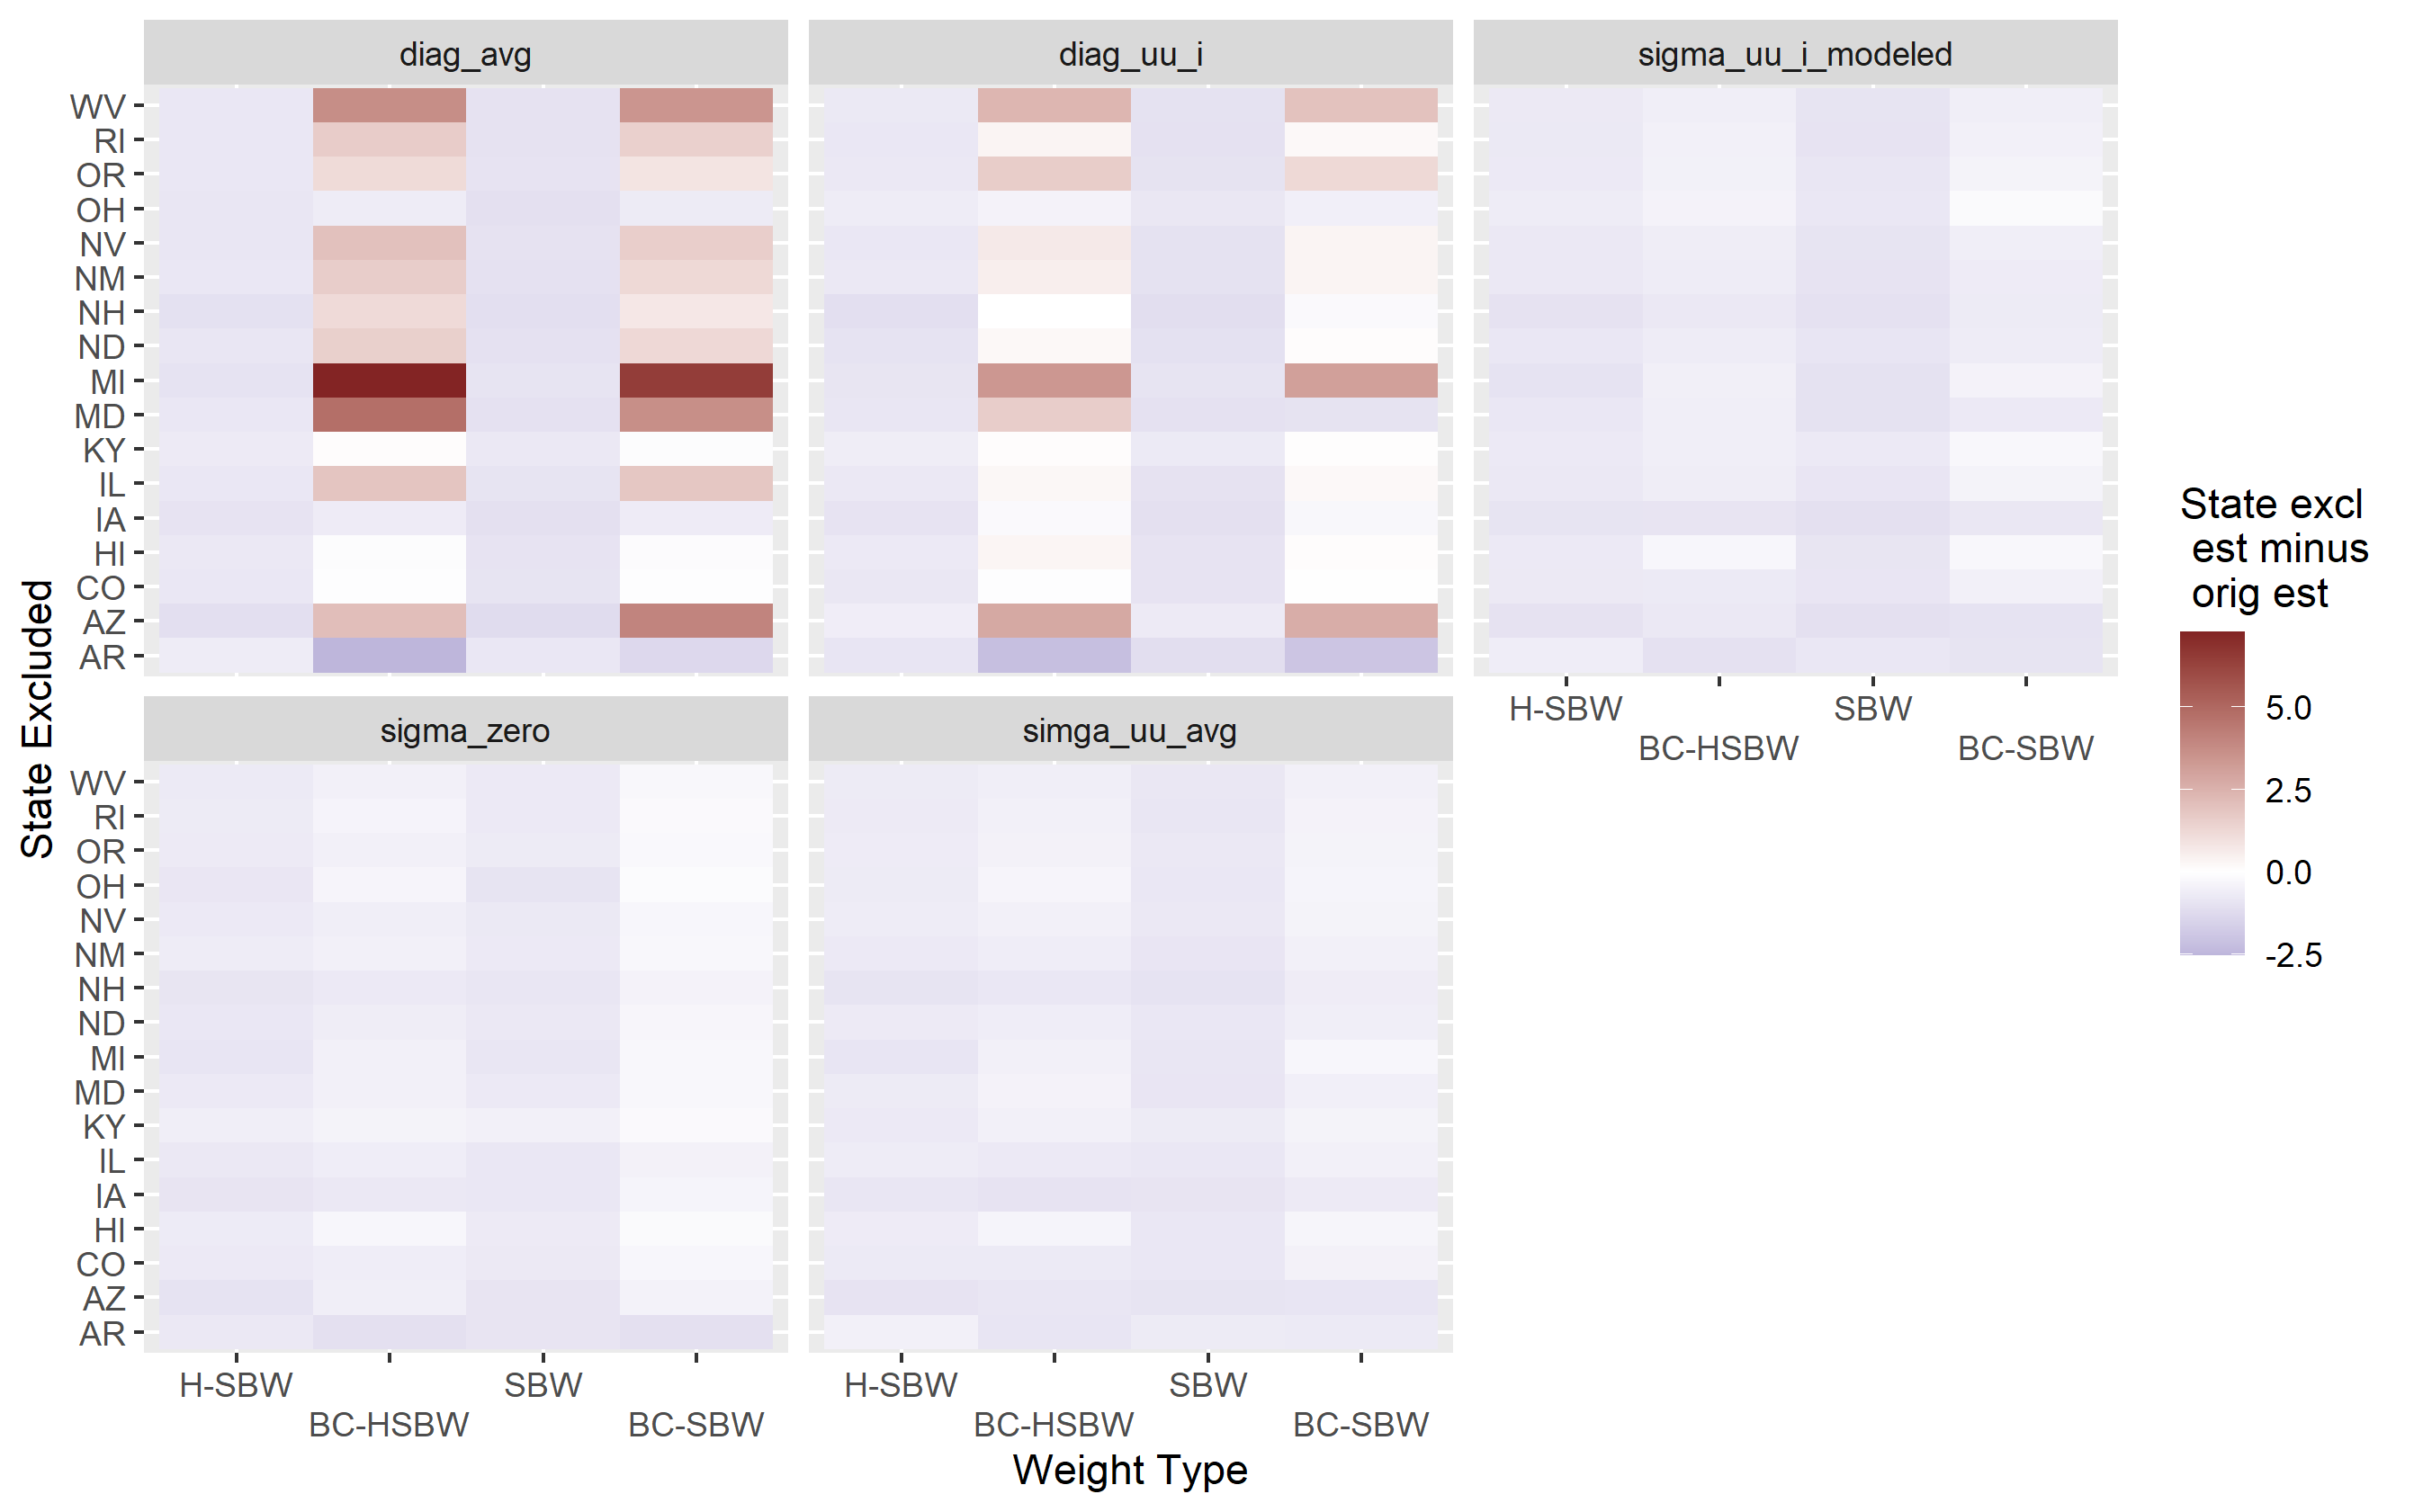 diag_avg
diag_uu_i
sigma_uu_i_modeled
WV
RI
OR
OH
NV
NM
NH
ND
MI
MD
KY
IL
IA
HI
CO
AZ
AR
H-SBW
BC-HSBW
SBW
BC-SBW
sigma_zero
simga_uu_avg
WV
RI
OR
OH
NV
NM
NH
ND
MI
MD
KY
IL
IA
HI
CO
AZ
AR
H-SBW
BC-HSBW
SBW
BC-SBW
H-SBW
BC-HSBW
SBW
BC-SBW
Weight Type
State Excluded
State excl
est minus
orig est
5.0
2.5
0.0
-2.5